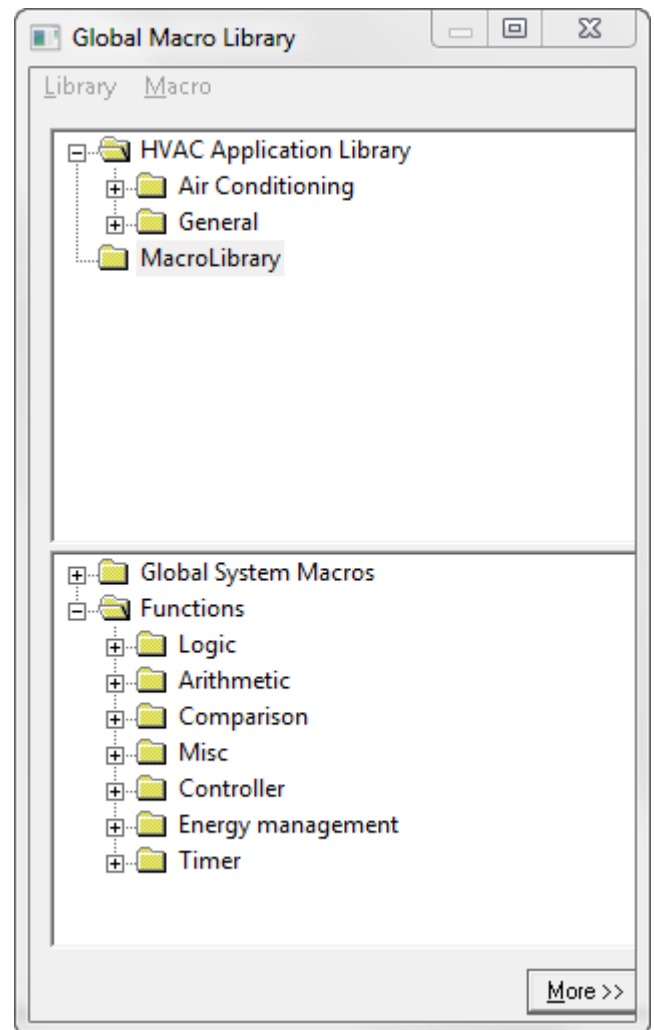 Global Macro Library
Library Macro
HVAC Application Library
Air Conditioning
General
MacroLibrary
Global System Macros
Functions
Logic
Arithmetic
Comparison
Misc
Controller
Energy management
Timer
More >>